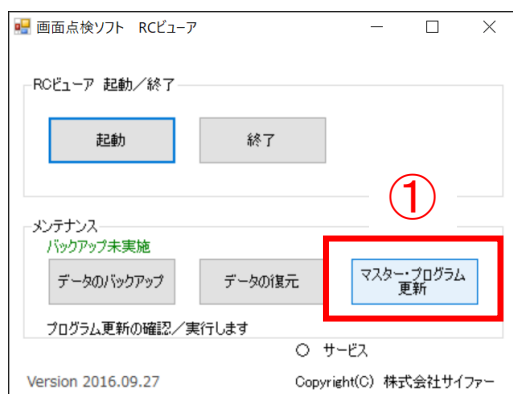 画面点検ソフト RCビューア
RCビューア 起動／終了
起動
終了
①
メンテナンス
バックアップ未実施
データのバックアップ
データの復元
マスター・プログラム
更新
プログラム更新の確認／実行します
サービス
Version 2016.09.27
Copyright(C) 株式会社サイファー